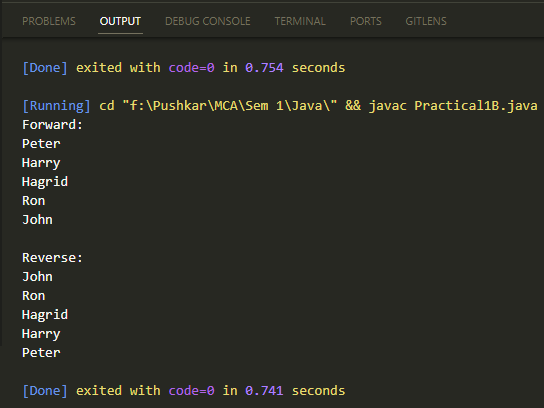 PROBLEMS OUTPUT DEBUG CONSOLE TERMINAL PORTS GITLENS
[Done] exited with code=0 in 0.754 seconds
[Running] cd "f:\Pushkar\MCA\Sem 1\Java\" && javac Practical1B.java
Forward:
Peter
Harry
Hagrid
Ron
John
Reverse:
John
Ron
Hagrid
Harry
Peter
[Done] exited with code=0 in 0.741 seconds